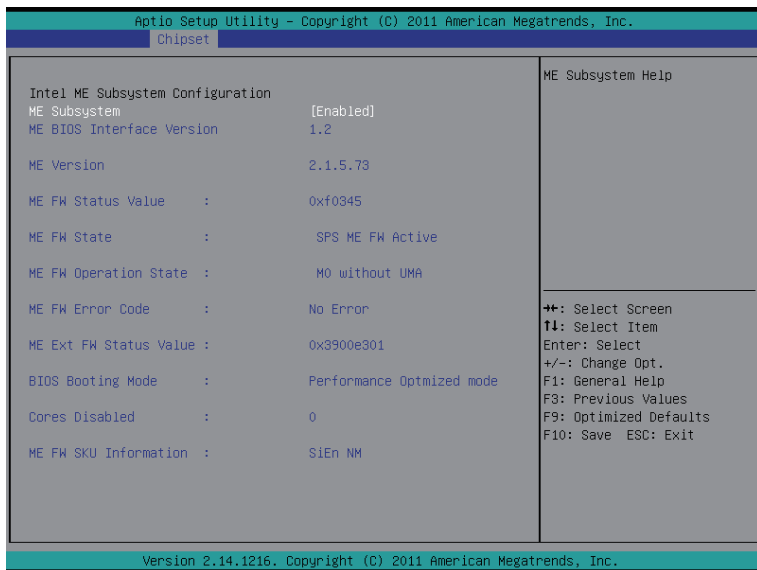 Aptio Setup Utility – Copyright (C) 2011 American Megatrends, Inc.
Chipset
Intel ME Subsystem Configuration
ME Subsystem [Enabled]
ME BIOS Interface Version 1.2
ME Version 2.1.5.73
ME FW Status Value : 0xf0345
ME FW State : SPS ME FW Active
ME FW Operation State : M0 without UMA
ME FW Error Code : No Error
ME Ext FW Status Value : 0x3900e301
BIOS Booting Mode : Performance Optmized mode
Cores Disabled : 0
ME FW SKU Information : SiEn NM
ME Subsystem Help
→←: Select Screen
↑↓: Select Item
Enter: Select
+/-: Change Opt.
F1: General Help
F3: Previous Values
F9: Optimized Defaults
F10: Save ESC: Exit
Version 2.14.1216. Copyright (C) 2011 American Megatrends, Inc.